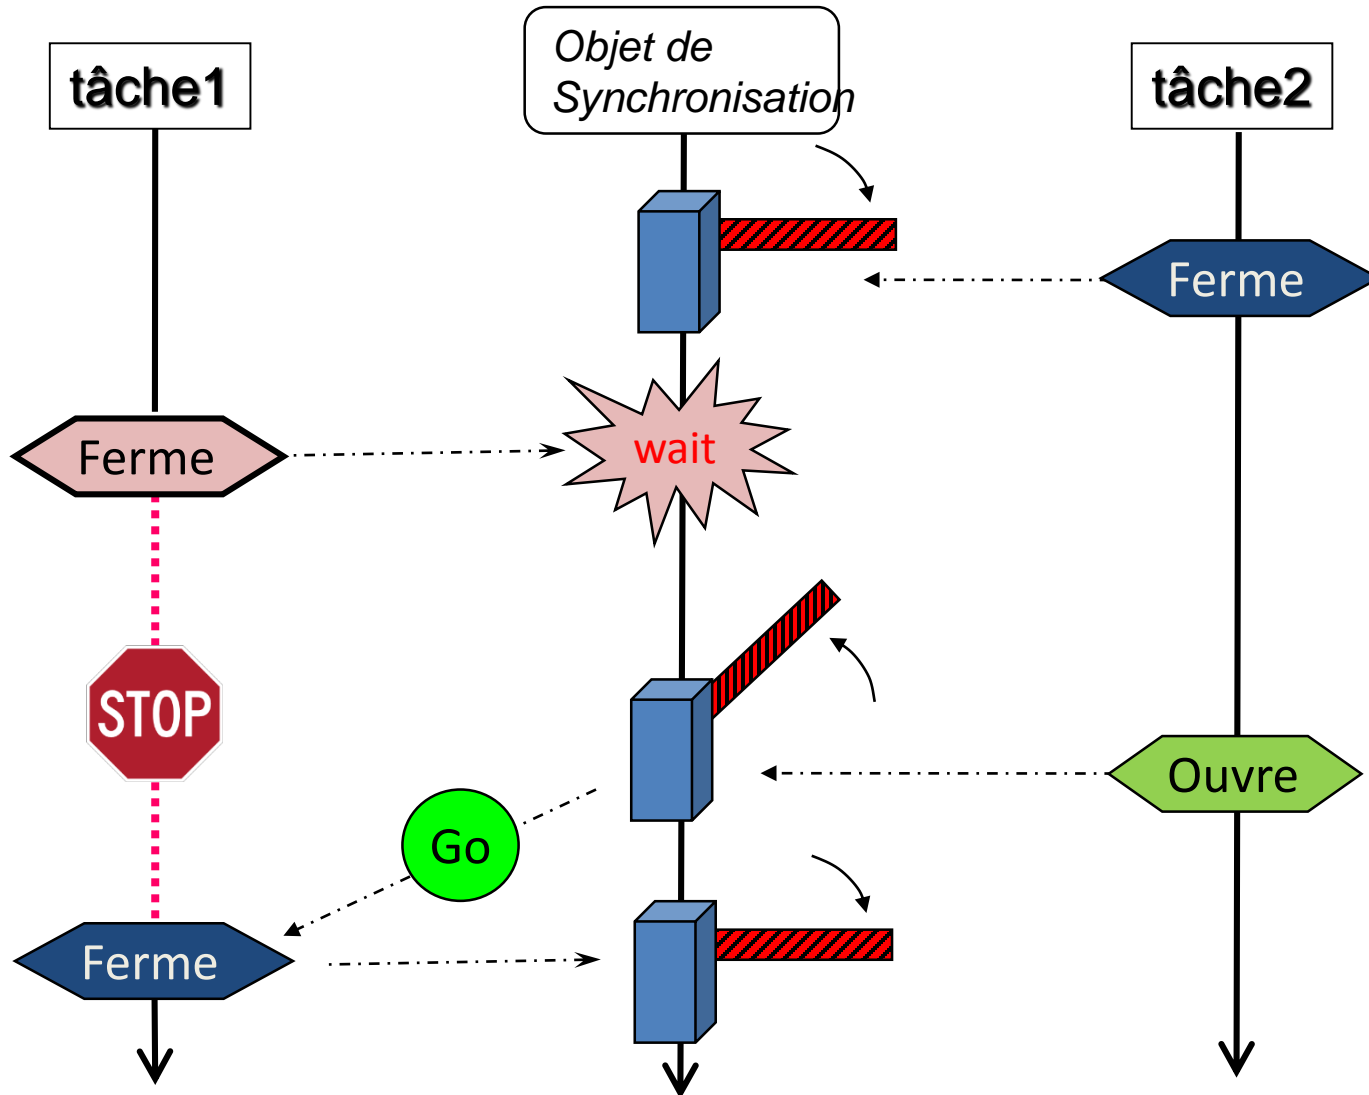 tâche1
Objet de
Synchronisation
tâche2
Ferme
Ferme
wait
STOP
Ouvre
Go
Ferme